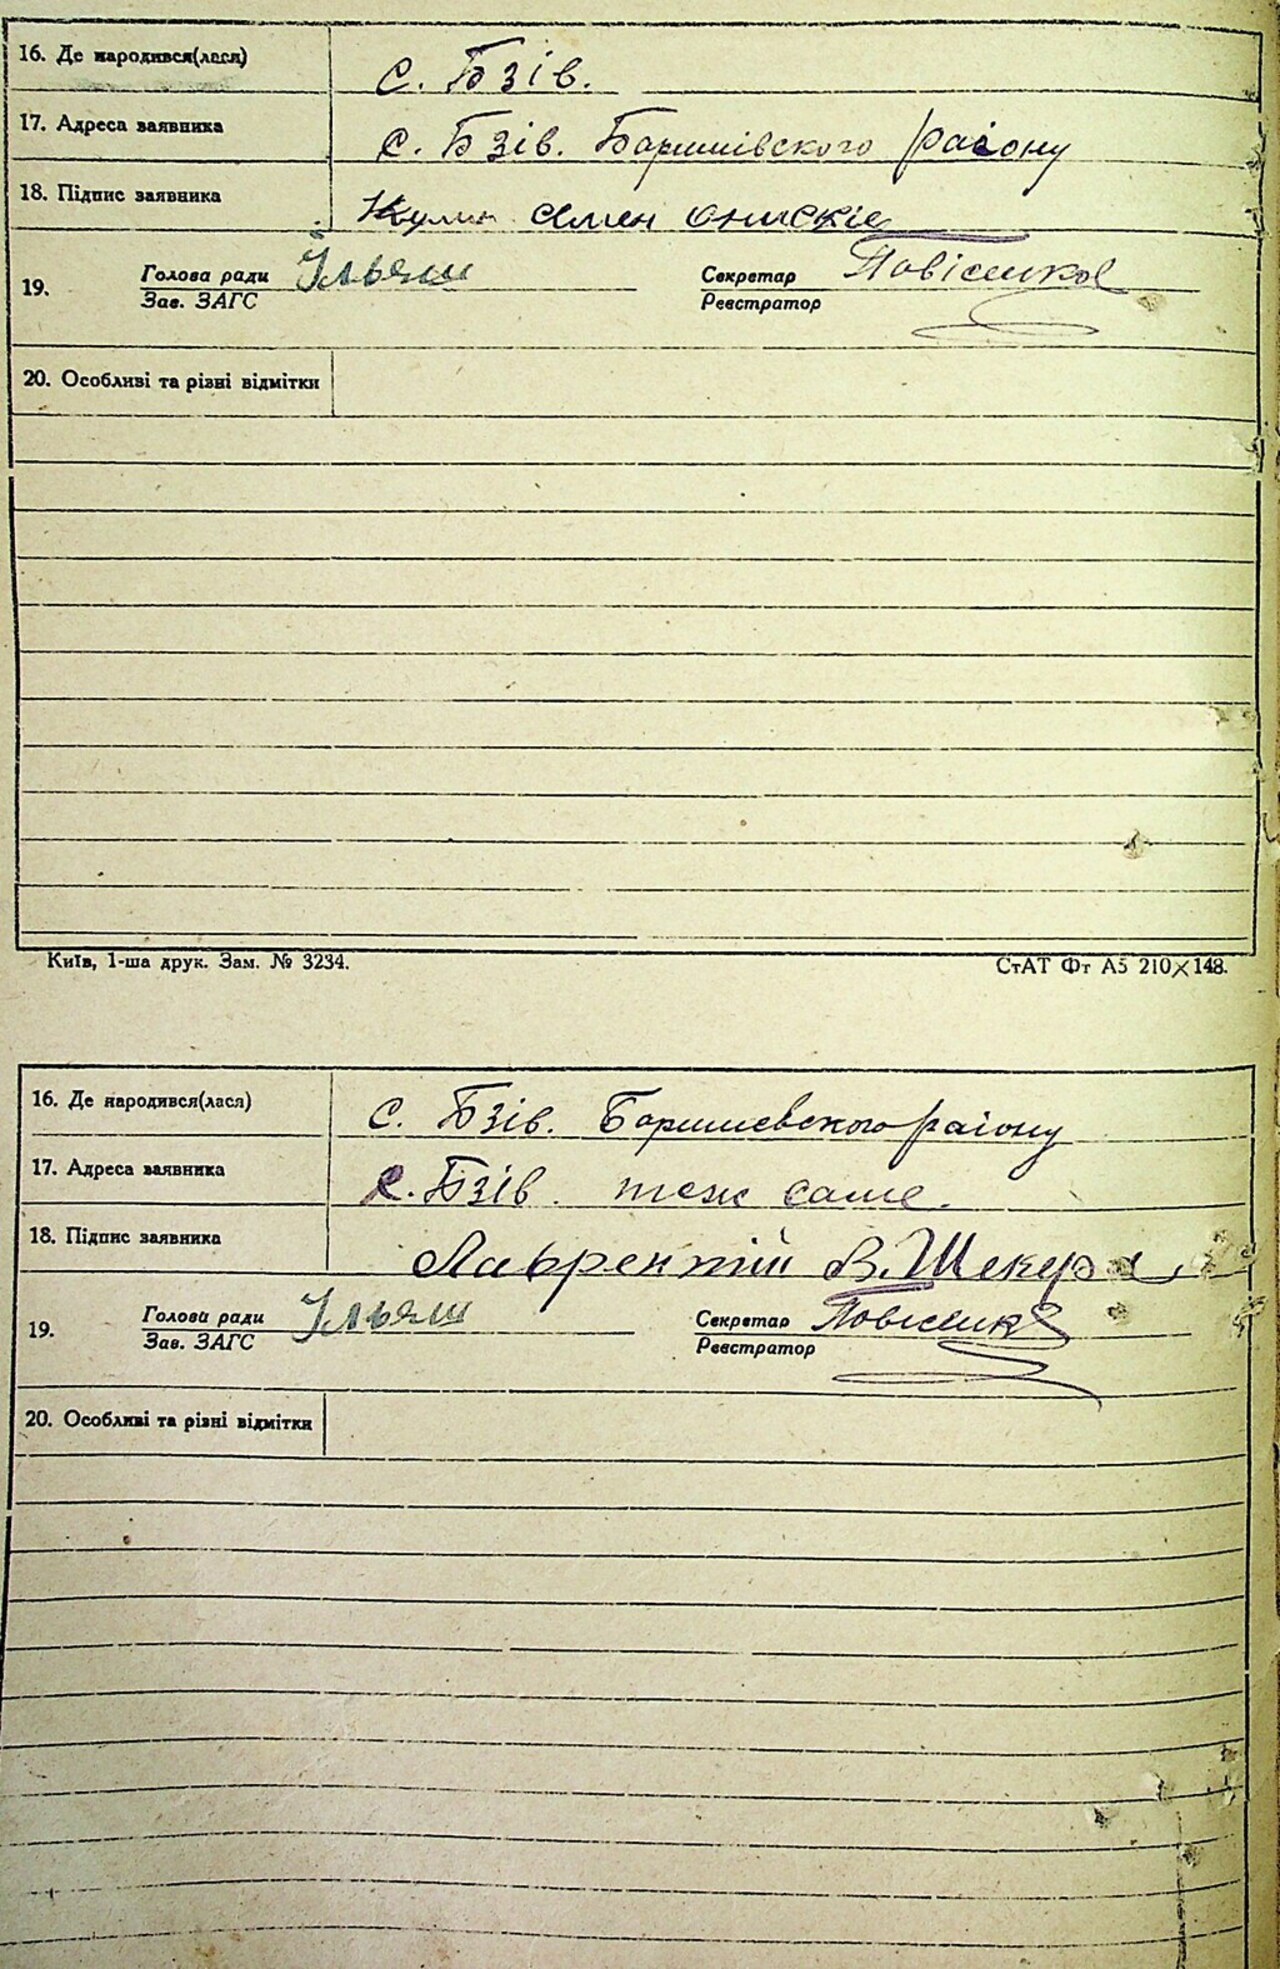 16. Де народився(лася) с. Бзів.
17. Адреса заявника с. Бзів. Баришівского району
18. Підпис заявника
19. Голова ради Ільяш Секретар
Зав. ЗАГС Реєстратор
20. Особливі та різні відмітки
Київ, 1-ша друк. Зам. № 3234. СтАТ Фт А5 210×148.
16. Де народився(лася) с. Бзів. Баришевского району
17. Адреса заявника с. Бзів. теж саме.
18. Підпис заявника Лаврентій В. Шекера
19. Голова ради Ільяш Секретар
Зав. ЗАГС Реєстратор
20. Особливі та різні відмітки